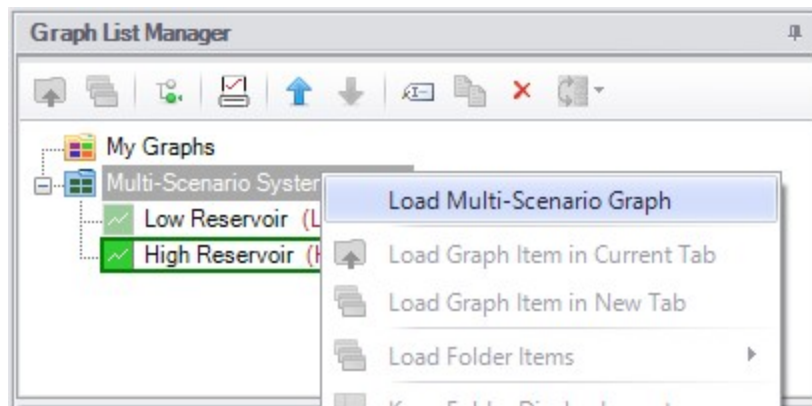 Graph List Manager
My Graphs
Multi-Scenario System
Low Reservoir (L
High Reservoir (H
Load Multi-Scenario Graph
Load Graph Item in Current Tab
Load Graph Item in New Tab
Load Folder Items